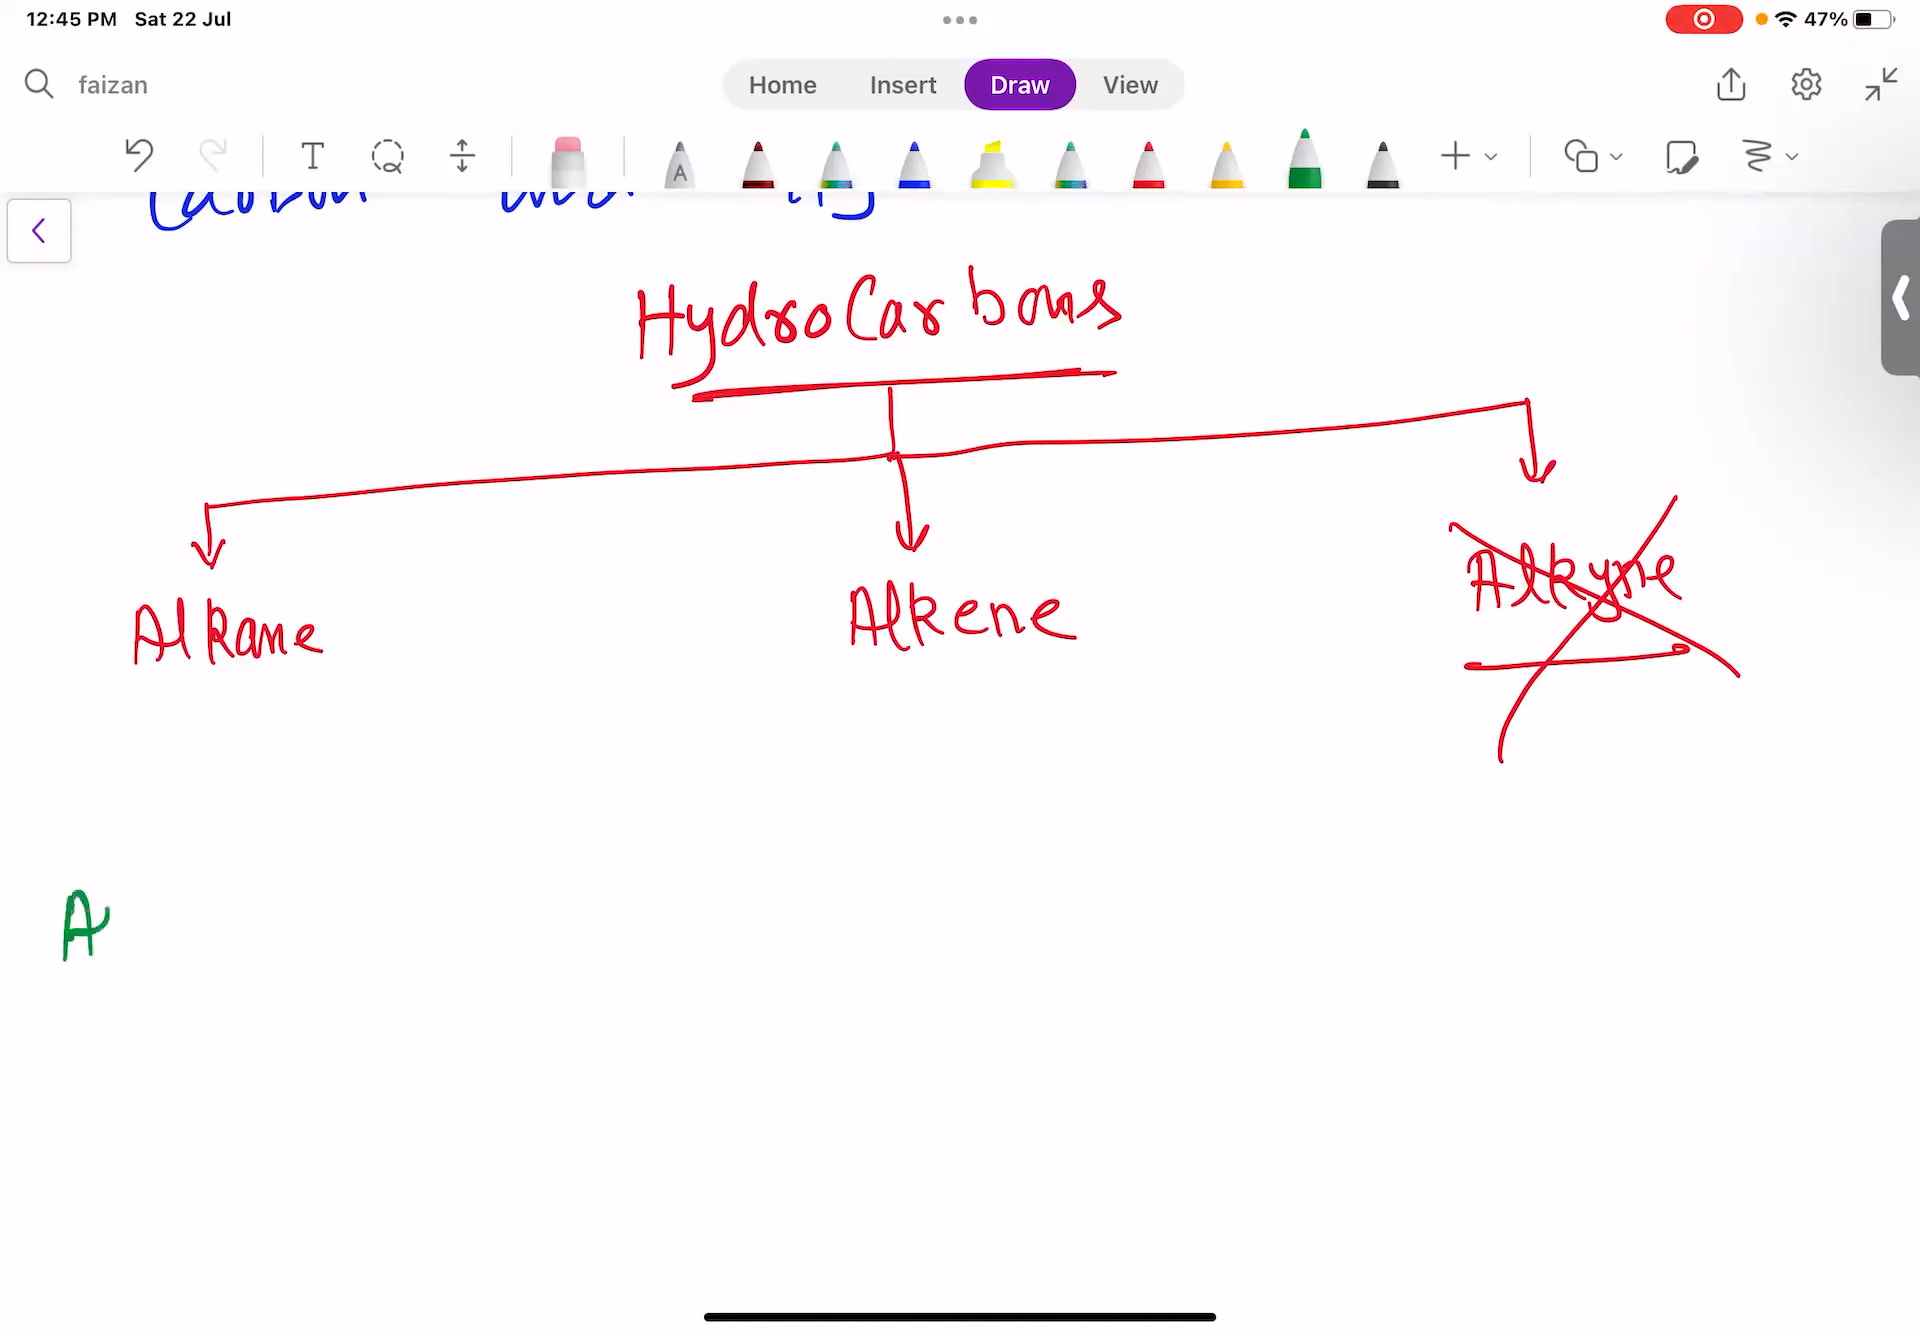 12:45 PM Sat 22 Jul
47%
faizan
Home Insert Draw View
T
A
HydroCarbons
Alkane Alkene Alkyne
A